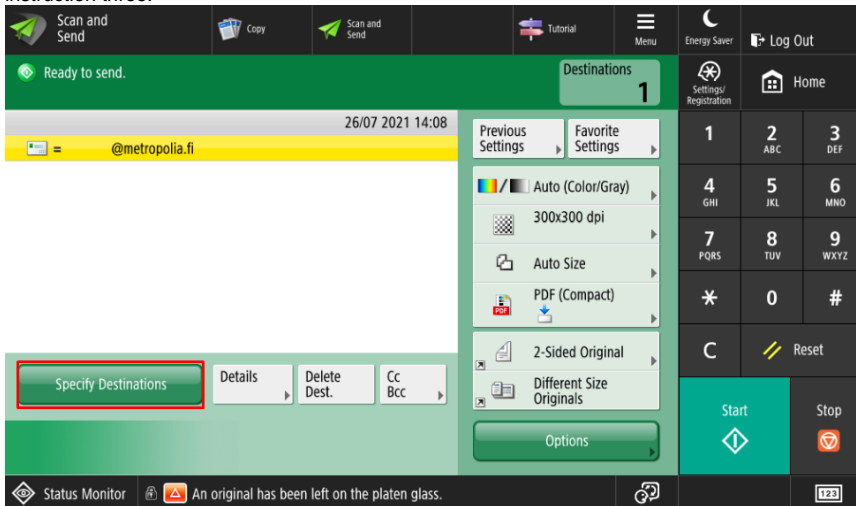 instruction three.
Scan and
Send
Copy
Scan and
Send
Tutorial
Menu
Energy Saver
Log Out
Ready to send.
Destinations
1
Settings/
Registration
Home
26/07 2021 14:08
= @metropolia.fi
Previous
Settings
Favorite
Settings
Auto (Color/Gray)
300x300 dpi
Auto Size
PDF
PDF (Compact)
2-Sided Original
Different Size
Originals
Options
Specify Destinations
Details
Delete
Dest.
Cc
Bcc
1
2
ABC
3
DEF
4
GHI
5
JKL
6
MNO
7
PQRS
8
TUV
9
WXYZ
*
0
#
C
Reset
Start
Stop
Status Monitor
An original has been left on the platen glass.
123